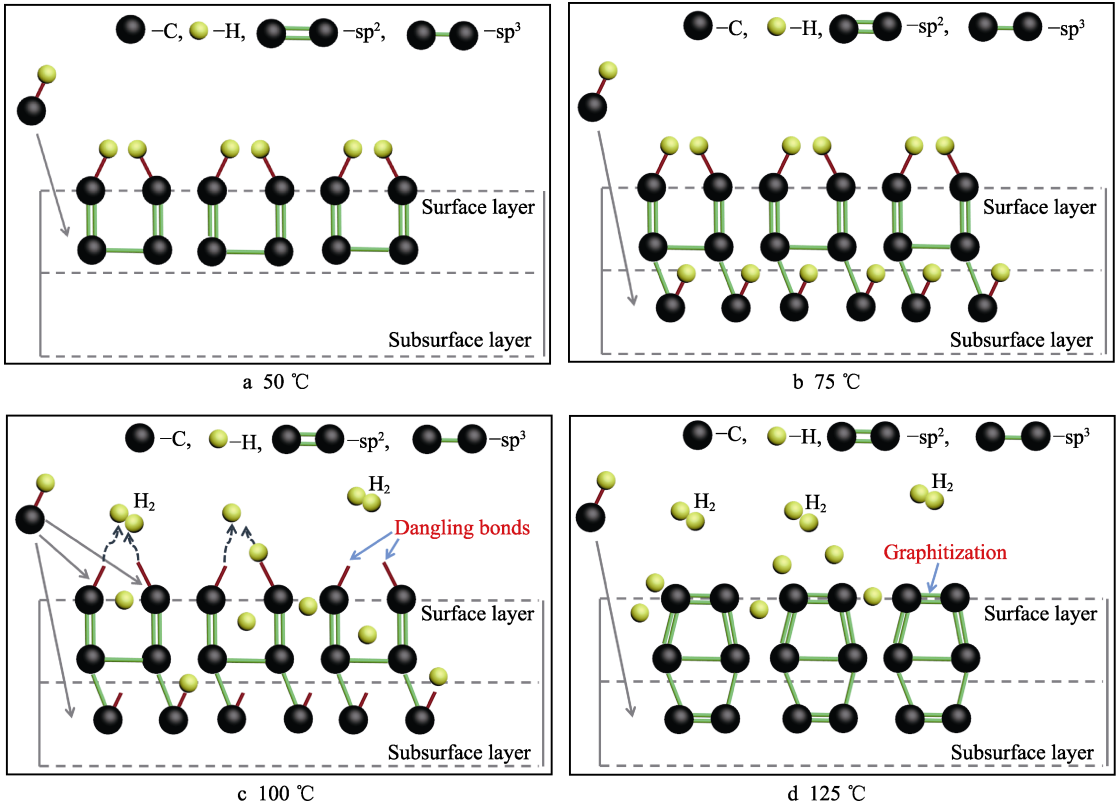 –C, –H, –sp², –sp³
Surface layer
Subsurface layer
a 50 ℃
–C, –H, –sp², –sp³
Surface layer
Subsurface layer
b 75 ℃
–C, –H, –sp², –sp³
H₂
H₂
Dangling bonds
Surface layer
Subsurface layer
c 100 ℃
–C, –H, –sp², –sp³
H₂
H₂
H₂
Graphitization
Surface layer
Subsurface layer
d 125 ℃